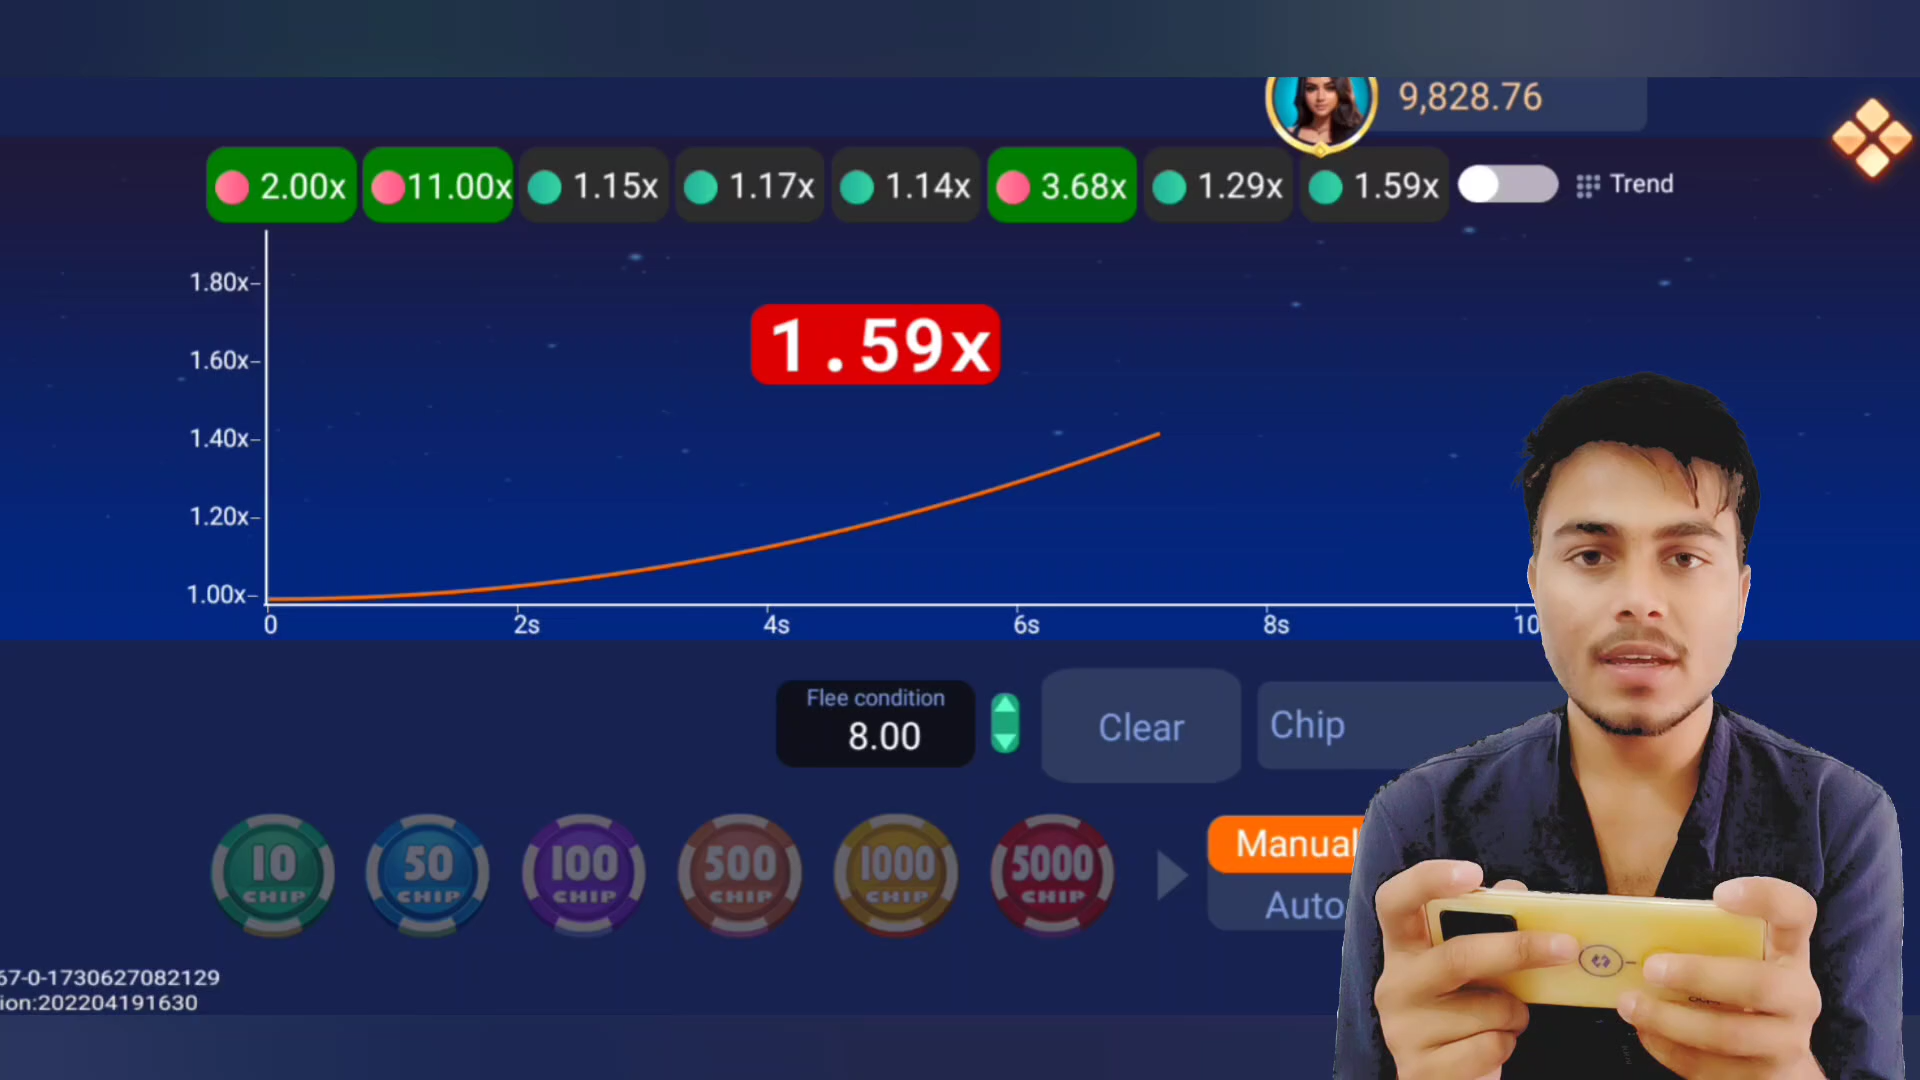 9,828.76
2.00x 11.00x 1.15x 1.17x 1.14x 3.68x 1.29x 1.59x Trend
1.80x
1.60x
1.40x
1.20x
1.00x
1.59x
0 2s 4s 6s 8s 10
Flee condition
8.00
Clear
Chip
10 CHIP
50 CHIP
100 CHIP
500 CHIP
1000 CHIP
5000 CHIP
Manual
Auto
67-0-1730627082129
ion:202204191630